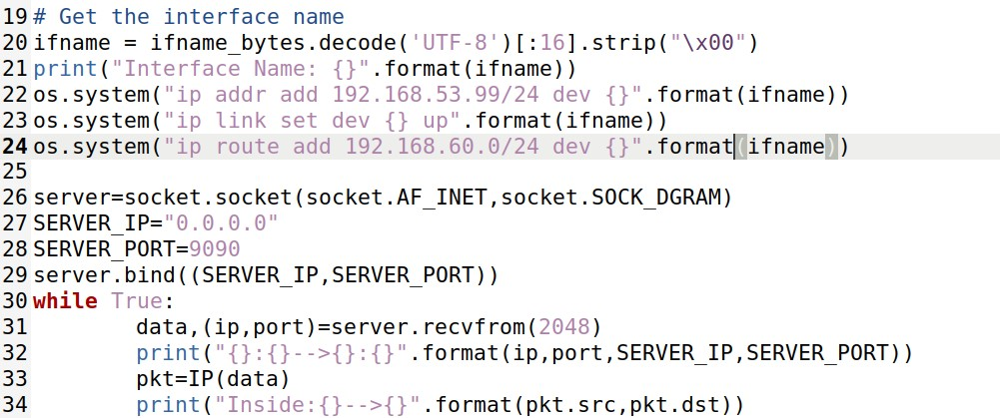 19 # Get the interface name
20 ifname = ifname_bytes.decode('UTF-8')[:16].strip("\x00")
21 print("Interface Name: {}".format(ifname))
22 os.system("ip addr add 192.168.53.99/24 dev {}".format(ifname))
23 os.system("ip link set dev {} up".format(ifname))
24 os.system("ip route add 192.168.60.0/24 dev {}".format(ifname))
25
26 server=socket.socket(socket.AF_INET,socket.SOCK_DGRAM)
27 SERVER_IP="0.0.0.0"
28 SERVER_PORT=9090
29 server.bind((SERVER_IP,SERVER_PORT))
30 while True:
31         data,(ip,port)=server.recvfrom(2048)
32         print("{}:{}-->{}:{}".format(ip,port,SERVER_IP,SERVER_PORT))
33         pkt=IP(data)
34         print("Inside:{}-->{}".format(pkt.src,pkt.dst))